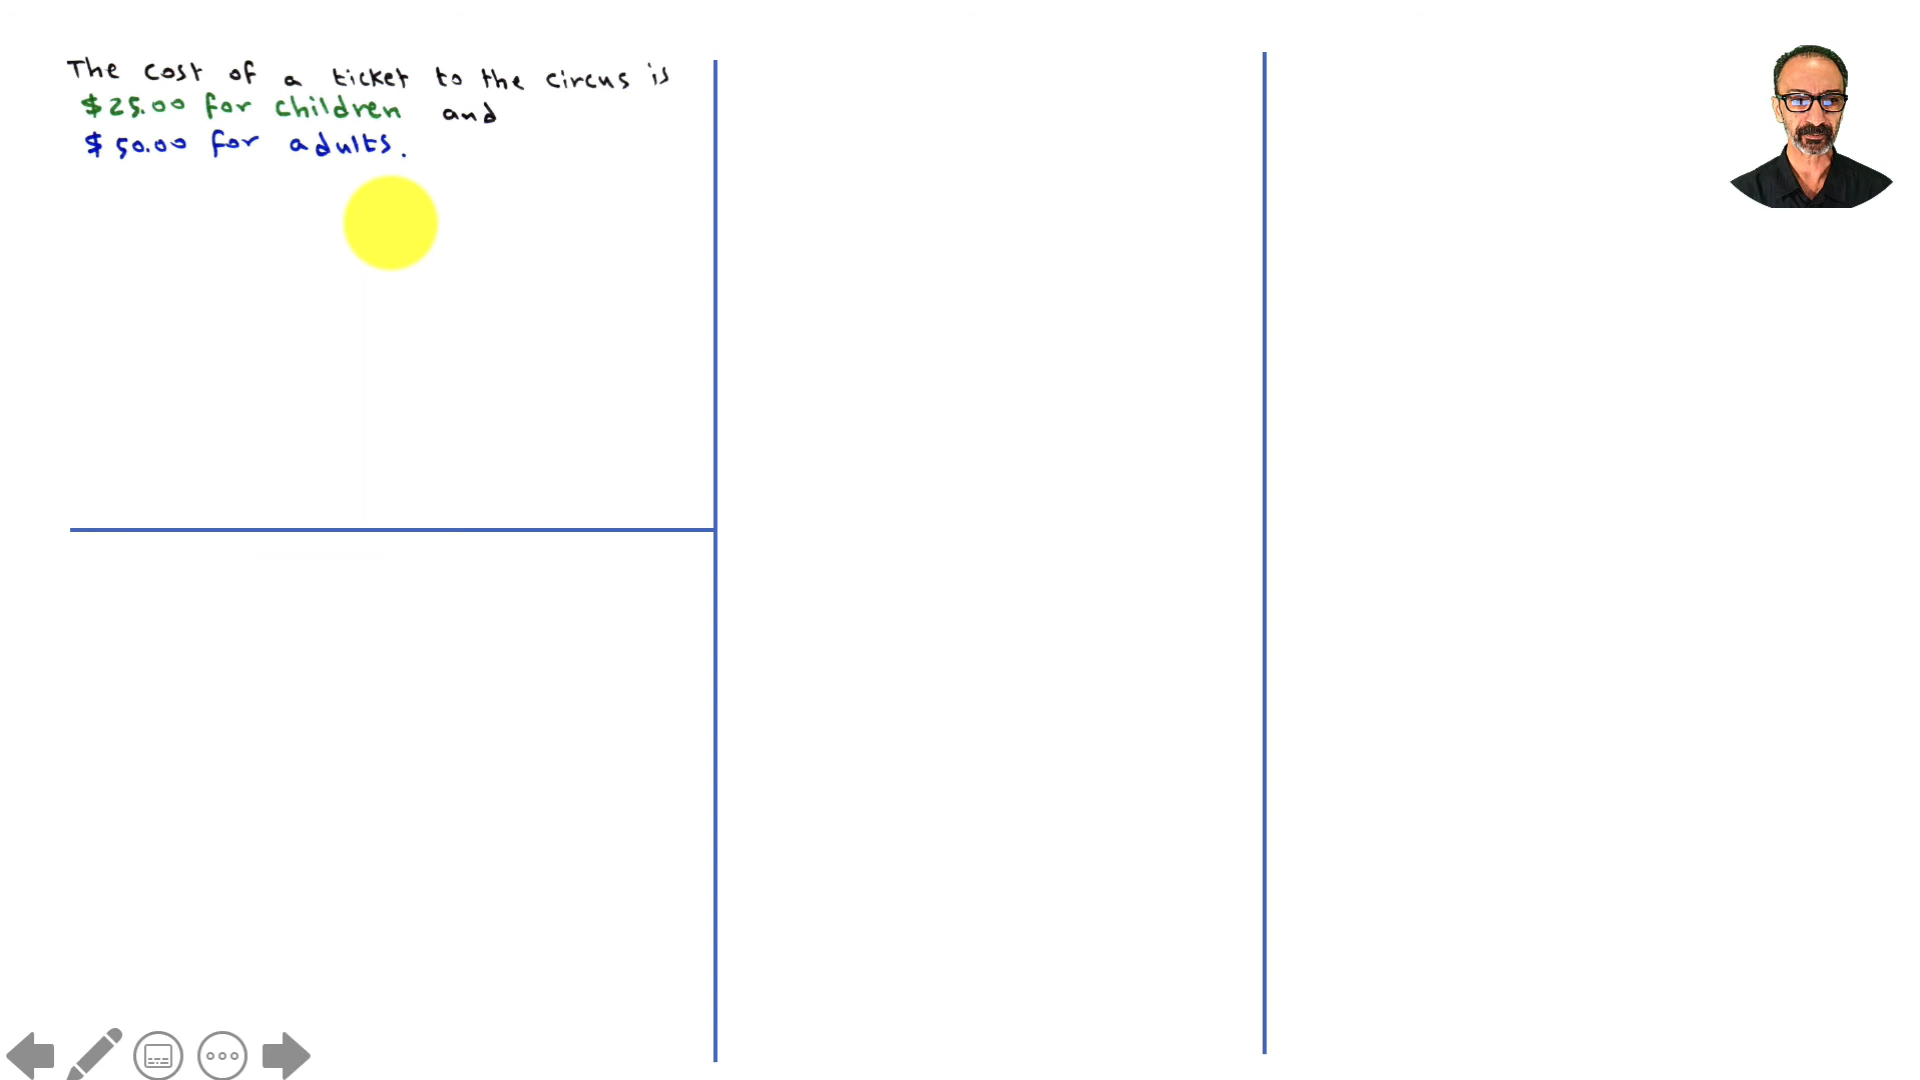 The cost of a ticket to the circus is
$25.00 for children and
$50.00 for adults.